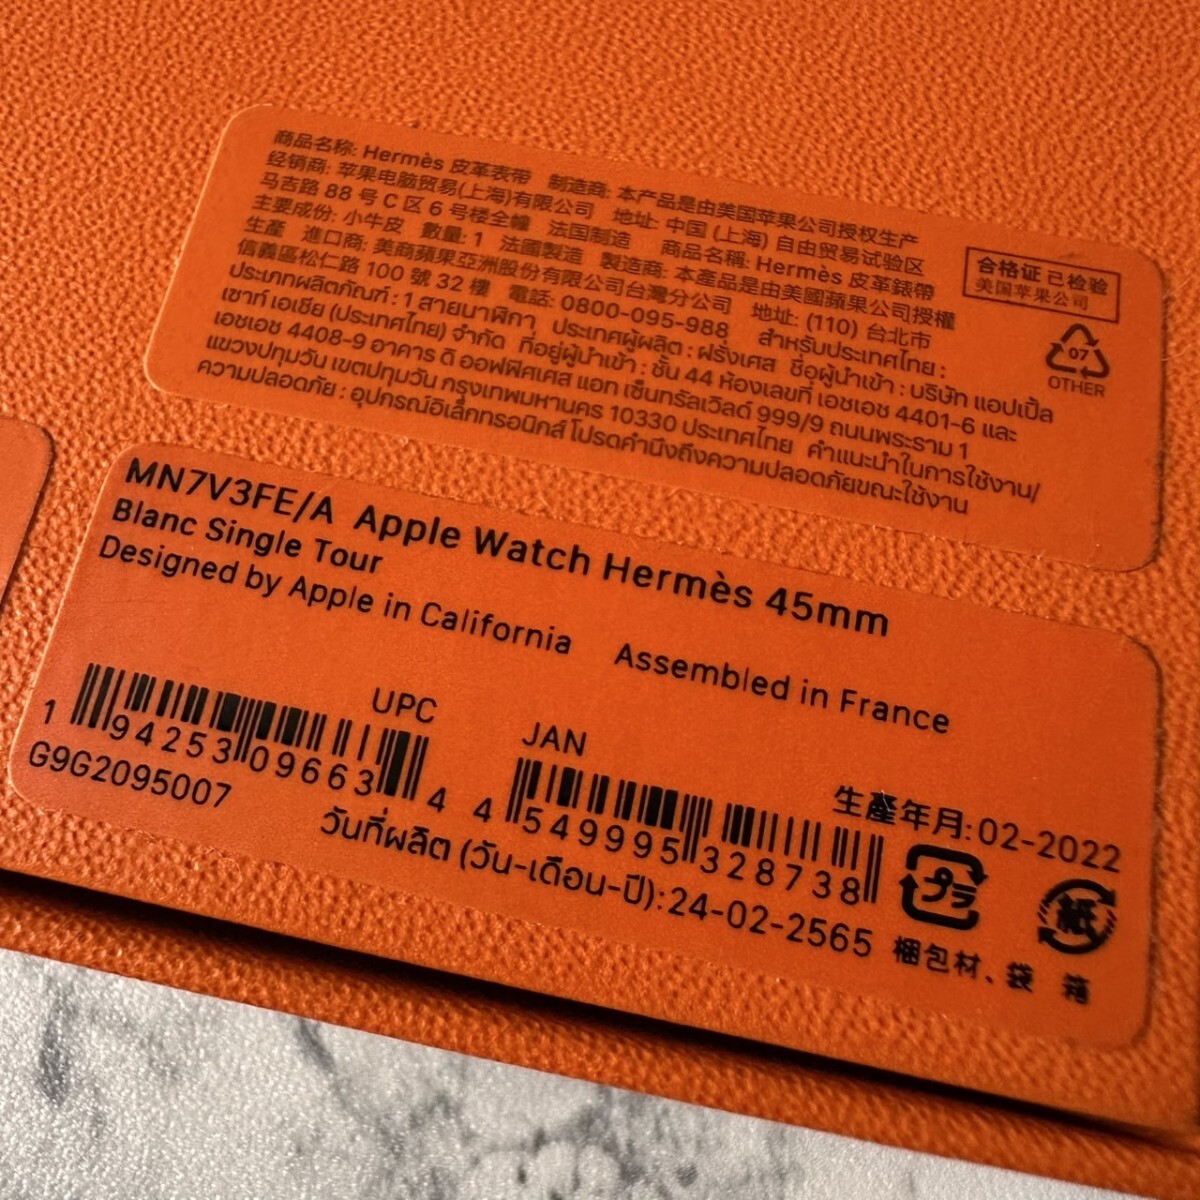 商品名称: Hermès 皮革表带 制造商: 本产品是由美国苹果公司授权生产
经销商: 苹果电脑贸易(上海)有限公司 地址: 中国 (上海) 自由贸易试验区
马吉路 88 号 C 区 6 号楼全幢 法国制造 商品名稱: Hermès 皮革錶帶
主要成份: 小牛皮 數量: 1 法國製造 製造商: 本產品是由美國蘋果公司授權
生產 進口商: 美商蘋果亞洲股份有限公司台灣分公司 地址: (110) 台北市
信義區松仁路 100 號 32 樓 電話: 0800-095-988 สำหรับประเทศไทย :
ประเภทผลิตภัณฑ์ : 1 สายนาฬิกา ประเทศผู้ผลิต : ฝรั่งเศส ชื่อผู้นำเข้า : บริษัท แอปเปิ้ล
เซาท์ เอเชีย (ประเทศไทย) จำกัด ที่อยู่ผู้นำเข้า : ชั้น 44 ห้องเลขที่ เอชเอช 4401-6 และ
เอชเอช 4408-9 อาคาร ดิ ออฟฟิศเศส แอท เซ็นทรัลเวิลด์ 999/9 ถนนพระราม 1
แขวงปทุมวัน เขตปทุมวัน กรุงเทพมหานคร 10330 ประเทศไทย คำแนะนำในการใช้งาน/
ความปลอดภัย : อุปกรณ์อิเล็กทรอนิกส์ โปรดคำนึงถึงความปลอดภัยขณะใช้งาน
合格证 已检验
美国苹果公司
07
OTHER
MN7V3FE/A Apple Watch Hermès 45mm
Blanc Single Tour
Designed by Apple in California Assembled in France
UPC
1 94253 09663 4
G9G2095007
JAN
4 549995 328738
生產年月: 02-2022
วันที่ผลิต (วัน-เดือน-ปี): 24-02-2565
プラ
紙
梱包材、袋 箱